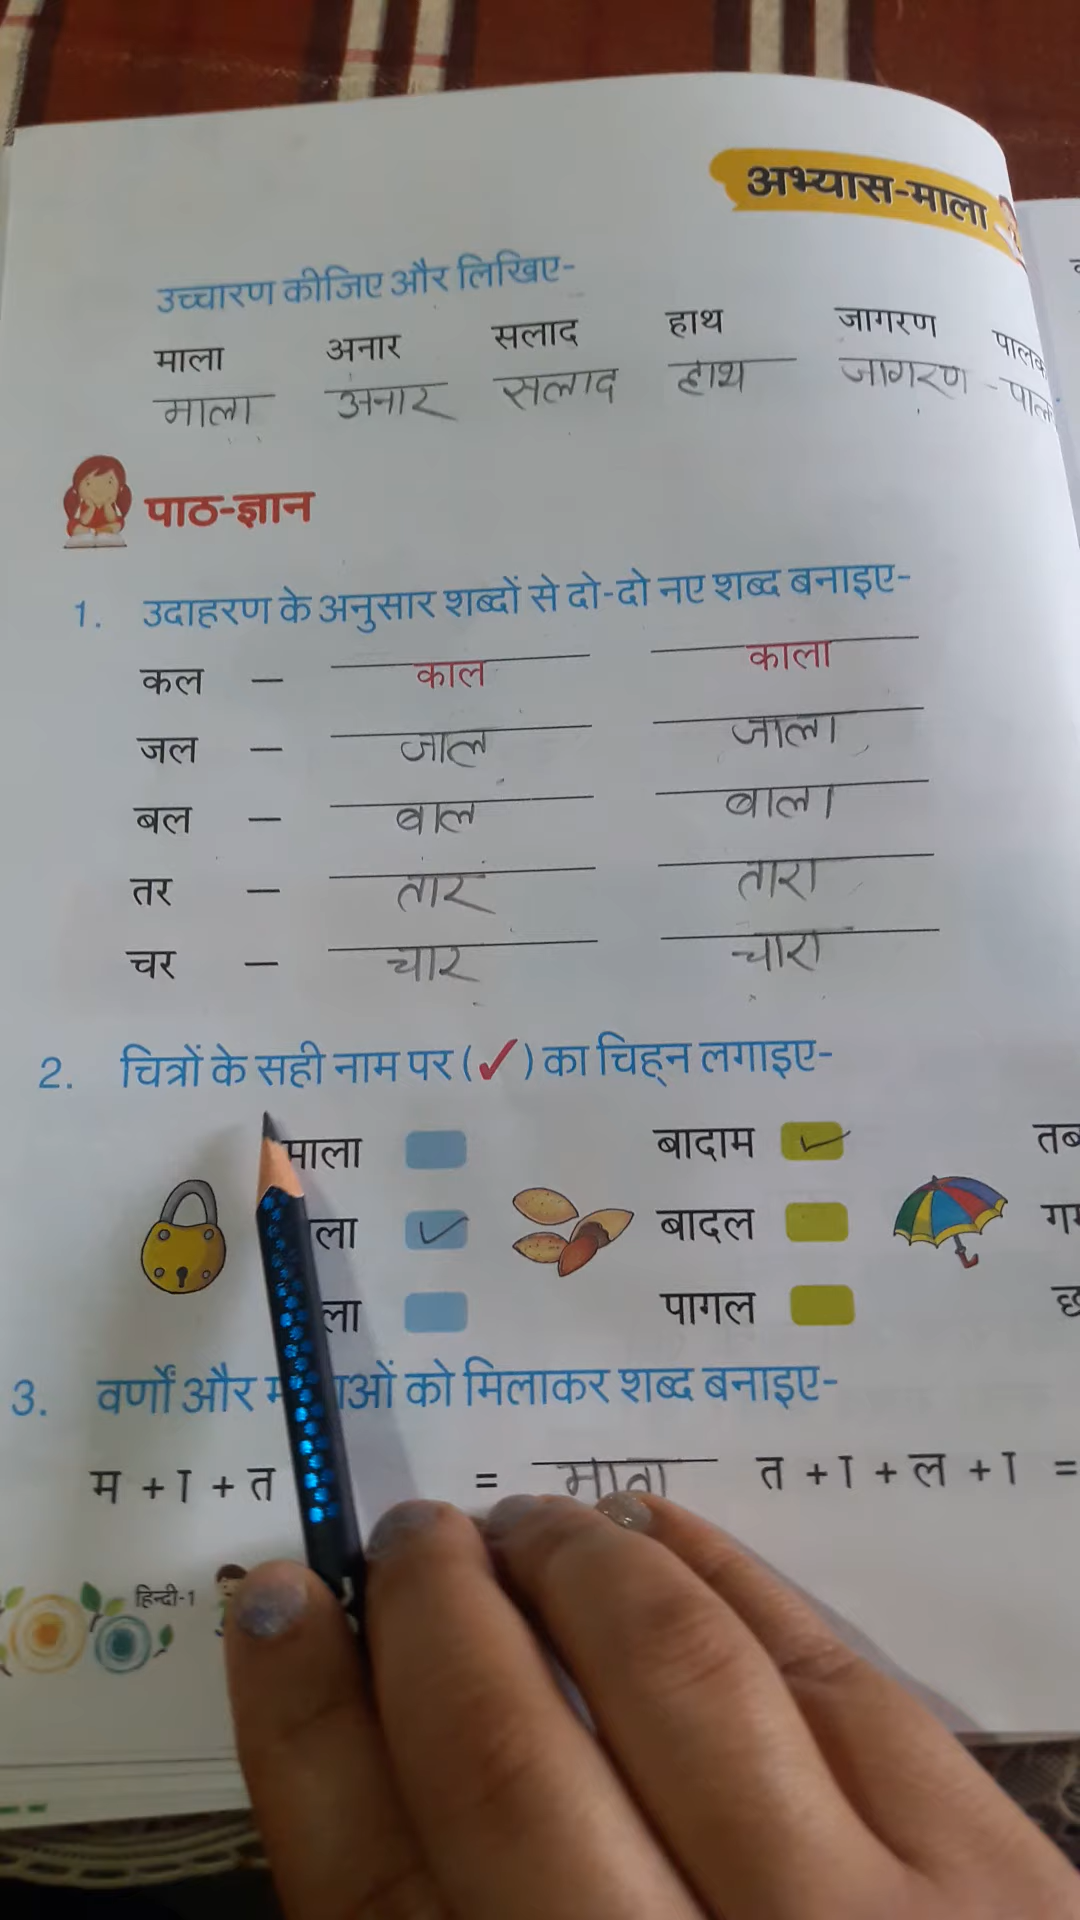 अभ्यास-माला
उच्चारण कीजिए और लिखिए-
माला अनार सलाद हाथ जागरण पालक
माला अनार सलाद हाथ जागरण
पाठ-ज्ञान
1. उदाहरण के अनुसार शब्दों से दो-दो नए शब्द बनाइए-
कल – काल काला
जल – जाल जाला
बल – बाल बाला
तर – तार तारा
चर – चार चारा
2. चित्रों के सही नाम पर (✓) का चिह्न लगाइए-
माला बादाम ✓
ला ✓ बादल
ला पागल
3. वर्णों और को मिलाकर शब्द बनाइए-
म + ा + त = माता त + ा + ल + ा =
हिन्दी-1